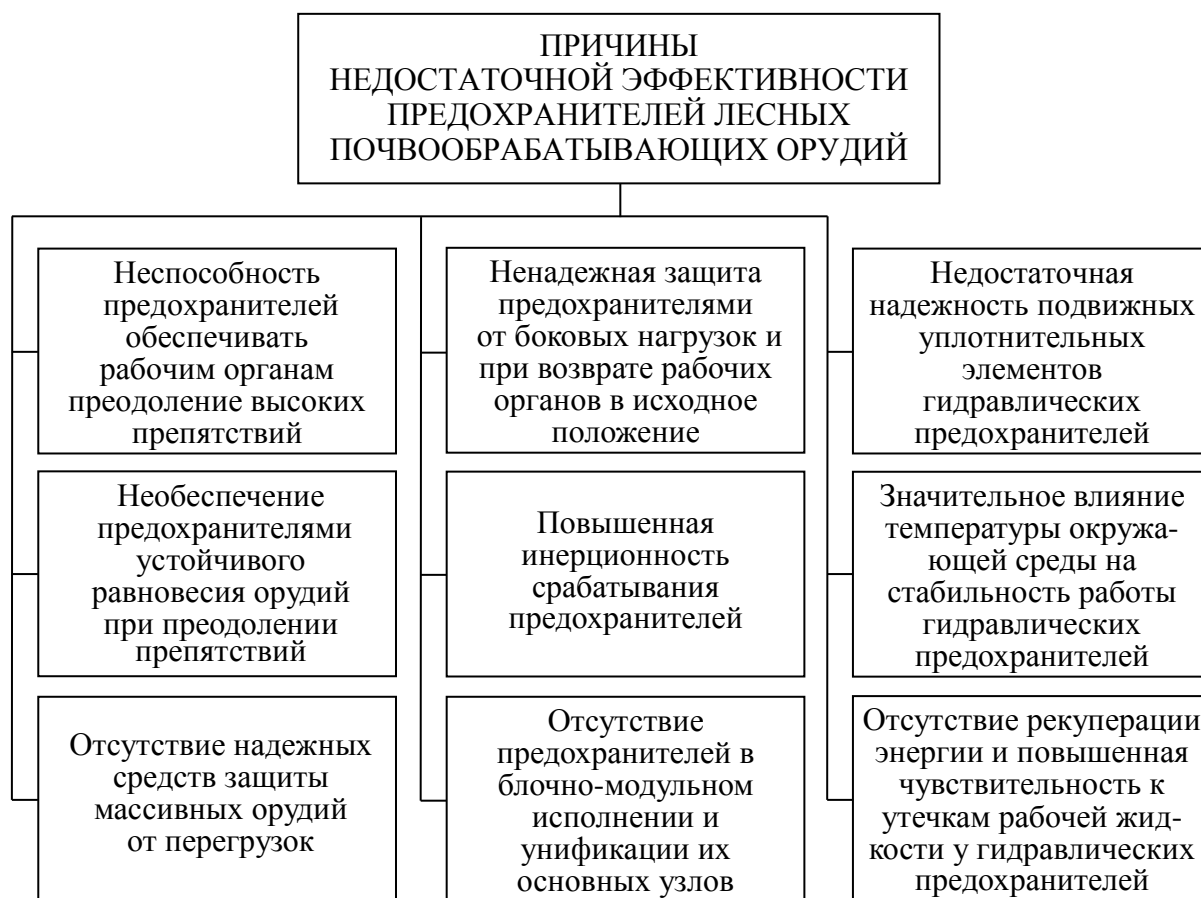 ПРИЧИНЫ
НЕДОСТАТОЧНОЙ ЭФФЕКТИВНОСТИ
ПРЕДОХРАНИТЕЛЕЙ ЛЕСНЫХ
ПОЧВООБРАБАТЫВАЮЩИХ ОРУДИЙ
Неспособность
предохранителей
обеспечивать
рабочим органам
преодоление высоких
препятствий
Ненадежная защита
предохранителями
от боковых нагрузок и
при возврате рабочих
органов в исходное
положение
Недостаточная
надежность подвижных
уплотнительных
элементов
гидравлических
предохранителей
Необеспечение
предохранителями
устойчивого
равновесия орудий
при преодолении
препятствий
Повышенная
инерционность
срабатывания
предохранителей
Значительное влияние
температуры окружа-
ющей среды на
стабильность работы
гидравлических
предохранителей
Отсутствие надежных
средств защиты
массивных орудий
от перегрузок
Отсутствие
предохранителей в
блочно-модульном
исполнении и
унификации их
основных узлов
Отсутствие рекуперации
энергии и повышенная
чувствительность к
утечкам рабочей жид-
кости у гидравлических
предохранителей